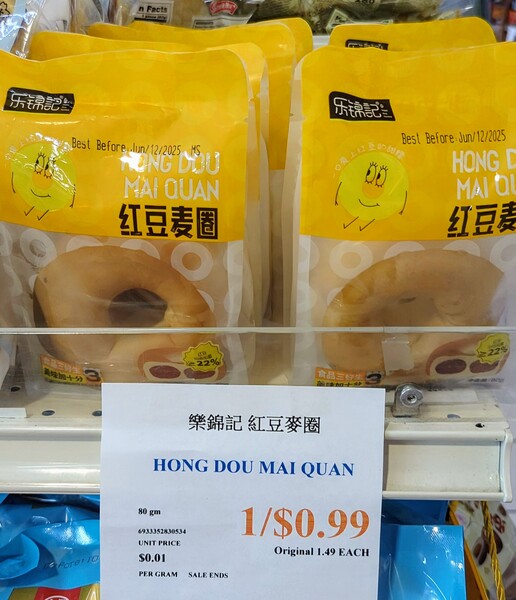 n Facts
乐锦记
Best Before Jun/12/2025 MS
HONG DOU
MAI QUAN
红豆麦圈
≥22%
乐锦记
Best Before Jun/12/2025
HONG D
MAI QU
红豆麦
≥22%
樂錦記 紅豆麥圈
HONG DOU MAI QUAN
80 gm
1/$0.99
6933352830534
UNIT PRICE
Original 1.49 EACH
$0.01
PER GRAM SALE ENDS